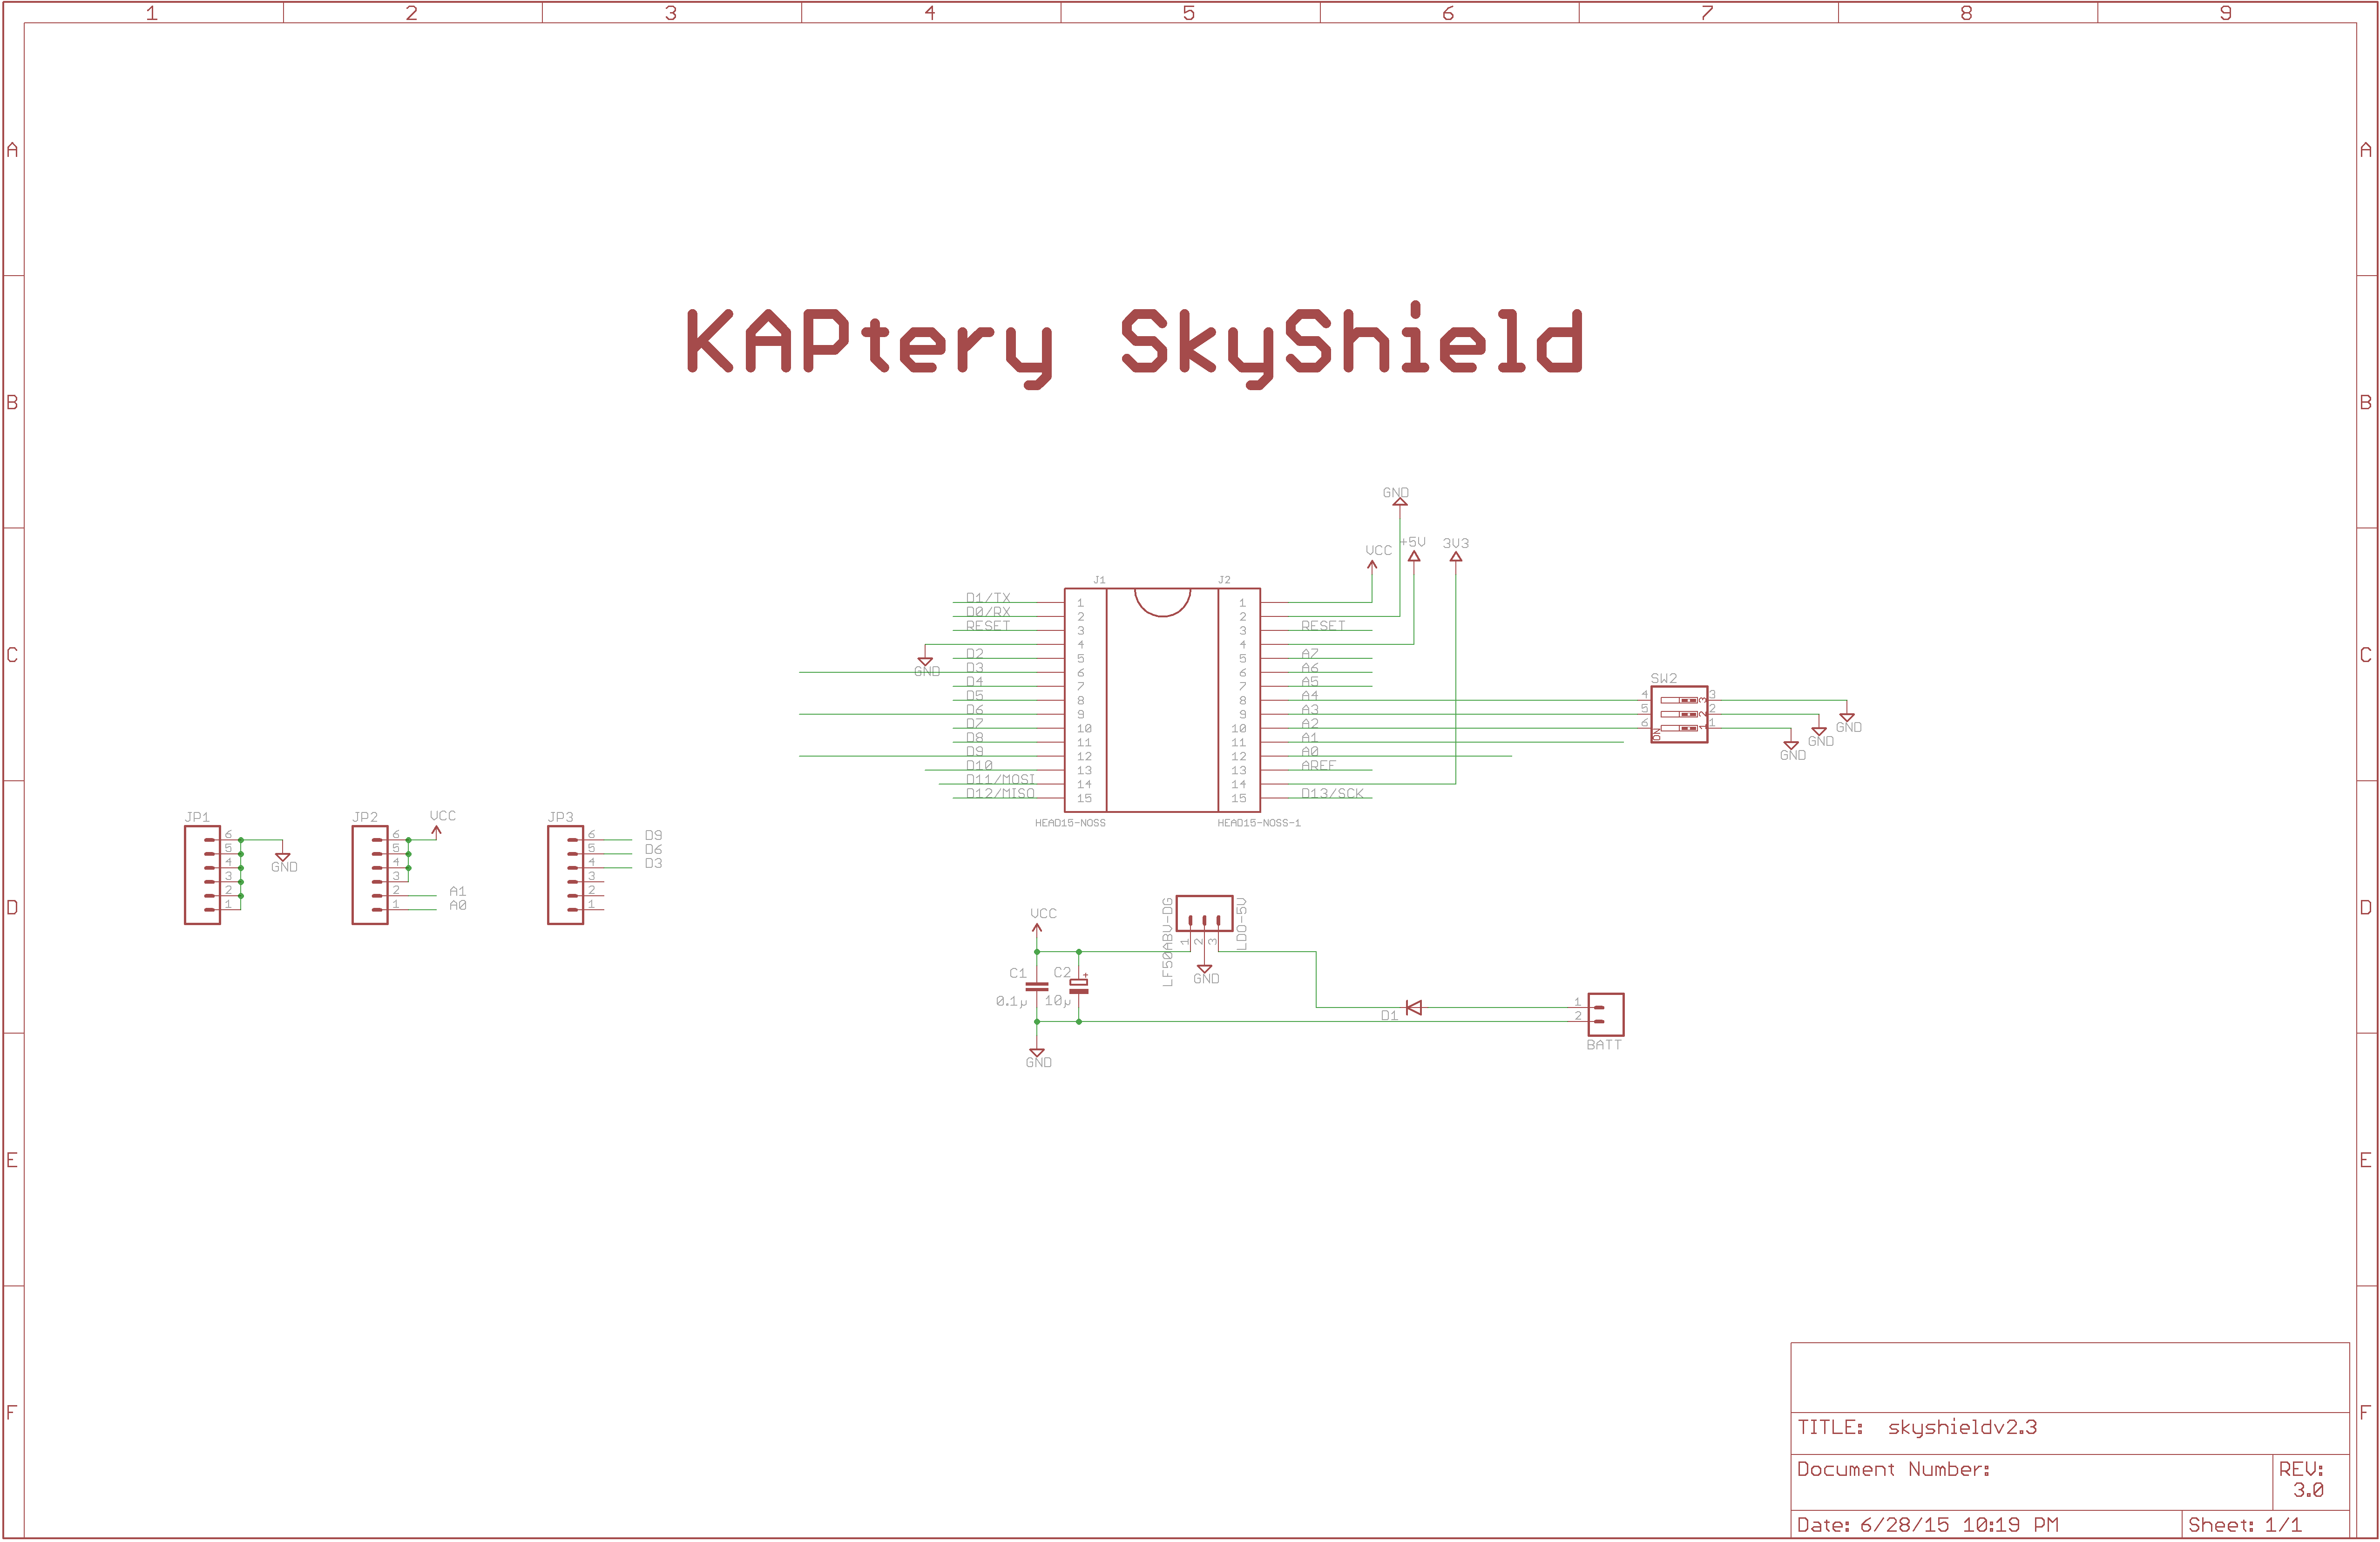 1 2 3 4 5 6 7 8 9
A A
KAPtery SkyShield
B B
GND
VCC +5V 3V3
J1 J2
D1/TX 1 1
D0/RX 2 2
RESET 3 3 RESET
GND 4 4
D2 5 5 A7
D3 6 6 A6
D4 7 7 A5
D5 8 8 A4
D6 9 9 A3
D7 10 10 A2
D8 11 11 A1
D9 12 12 A0
D10 13 13 AREF
D11/MOSI 14 14
D12/MISO 15 15 D13/SCK
HEAD15-NOSS HEAD15-NOSS-1
C C
SW2
4 3 3 GND
5 2 2 GND
6 1 1 GND
ON
JP1
6
5 GND
4
3
2
1
JP2 VCC
6
5
4
3
2 A1
1 A0
JP3
6 D9
5 D6
4 D3
3
2
1
D D
LF50ABV-DG
LDO-5V
1 2 3
GND
VCC
C1 C2 +
0.1µ 10µ
GND
D1
1
2
BATT
E E
F F
TITLE: skyshieldv2.3
Document Number:
REV:
3.0
Date: 6/28/15 10:19 PM
Sheet: 1/1